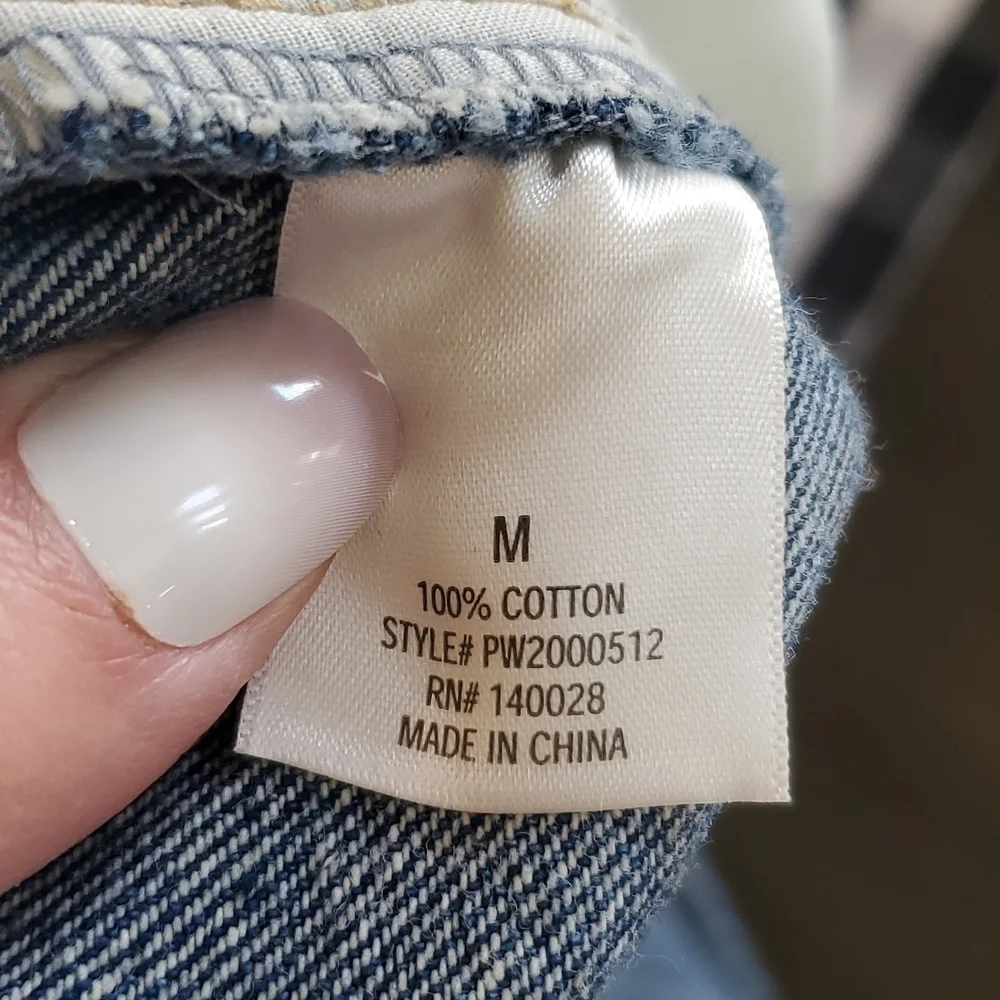 M
100% COTTON
STYLE# PW2000512
RN# 140028
MADE IN CHINA